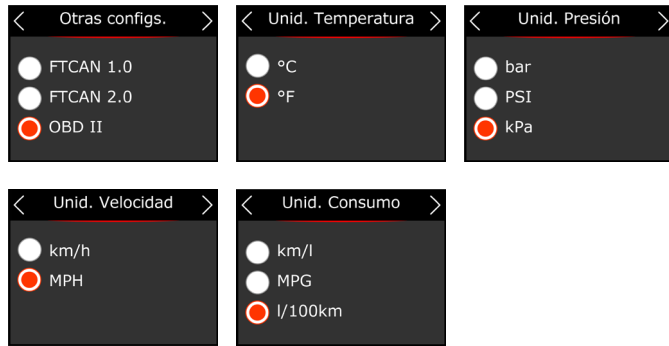 Otras configs.
FTCAN 1.0
FTCAN 2.0
OBD II
Unid. Temperatura
°C
°F
Unid. Presión
bar
PSI
kPa
Unid. Velocidad
km/h
MPH
Unid. Consumo
km/l
MPG
l/100km